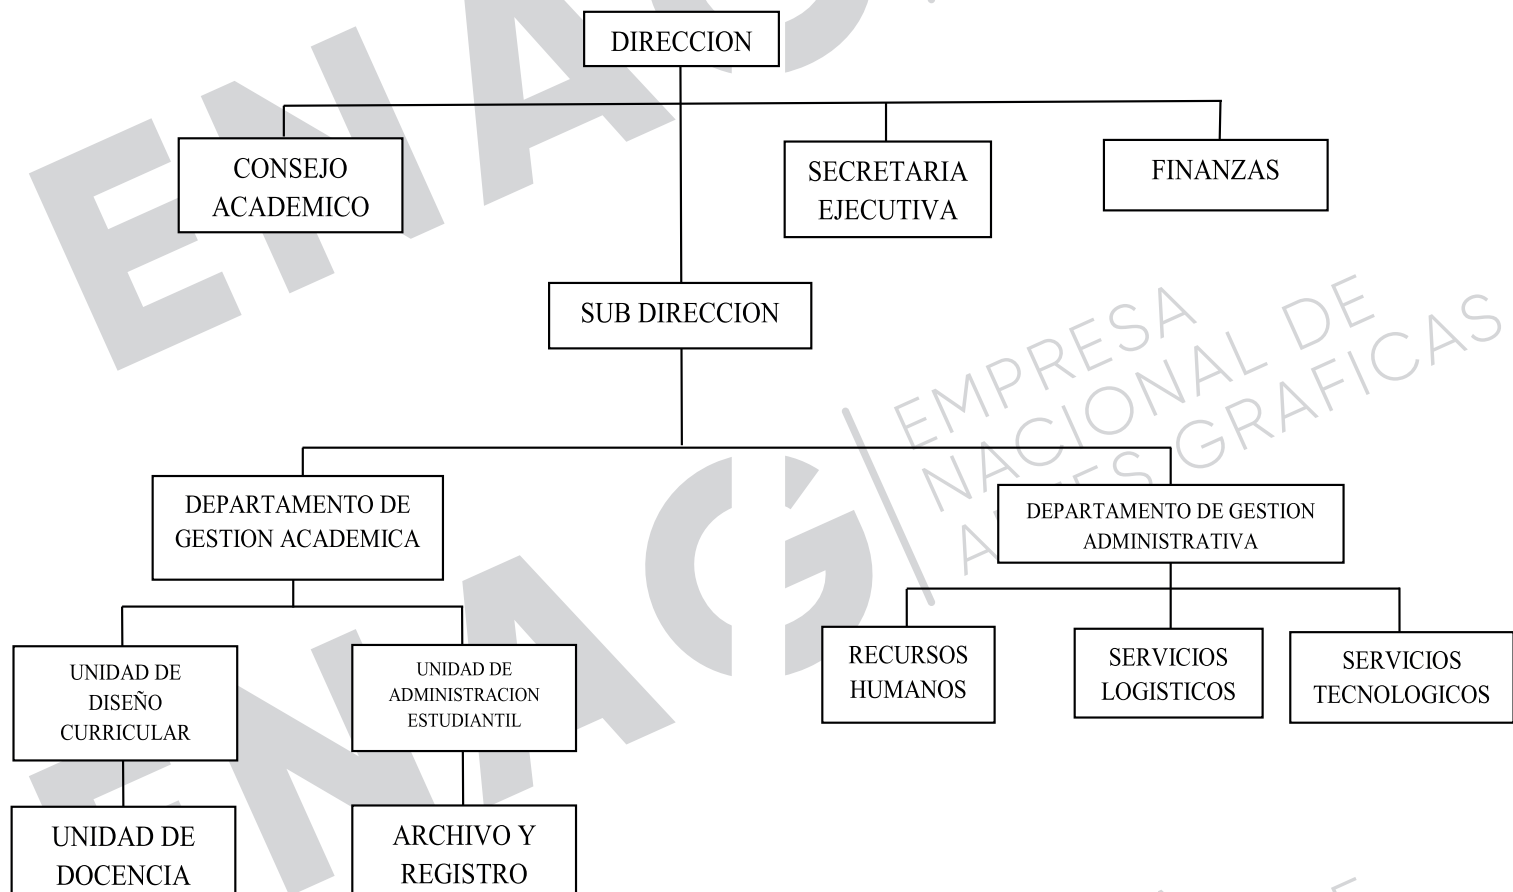 DIRECCION
CONSEJO
ACADEMICO
SECRETARIA
EJECUTIVA
FINANZAS
SUB DIRECCION
EMPRESA
NACIONAL DE
GRAFICAS
DEPARTAMENTO DE
GESTION ACADEMICA
DEPARTAMENTO DE GESTION
ADMINISTRATIVA
UNIDAD DE
DISEÑO
CURRICULAR
UNIDAD DE
ADMINISTRACION
ESTUDIANTIL
RECURSOS
HUMANOS
SERVICIOS
LOGISTICOS
SERVICIOS
TECNOLOGICOS
UNIDAD DE
DOCENCIA
ARCHIVO Y
REGISTRO
ENAG
ENAG